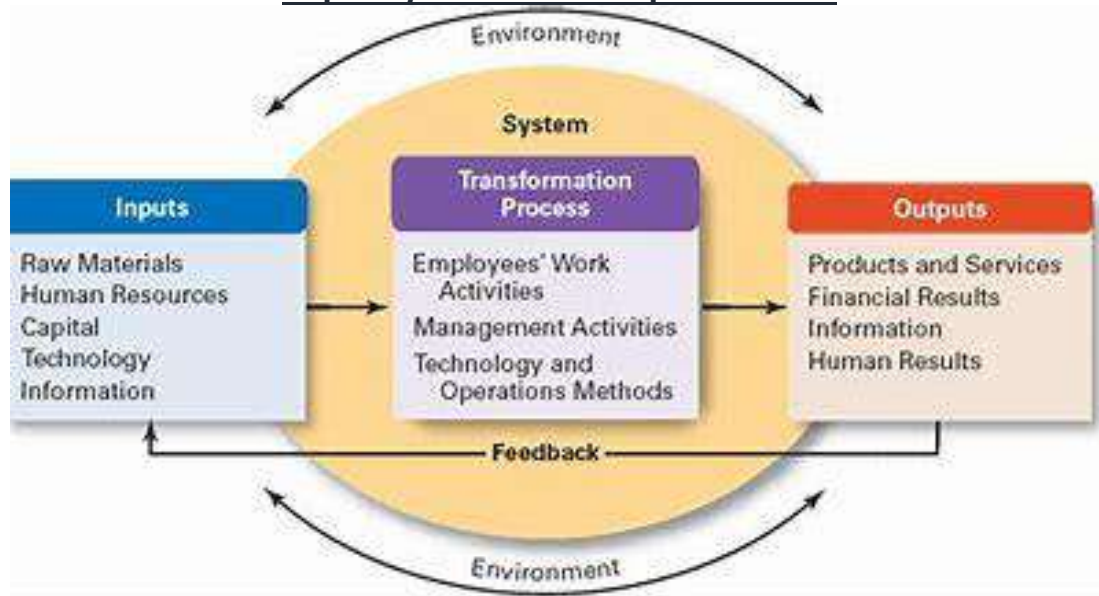 Environment
System
Inputs
Raw Materials
Human Resources
Capital
Technology
Information
Transformation
Process
Employees' Work
Activities
Management Activities
Technology and
Operations Methods
Outputs
Products and Services
Financial Results
Information
Human Results
Feedback
Environment